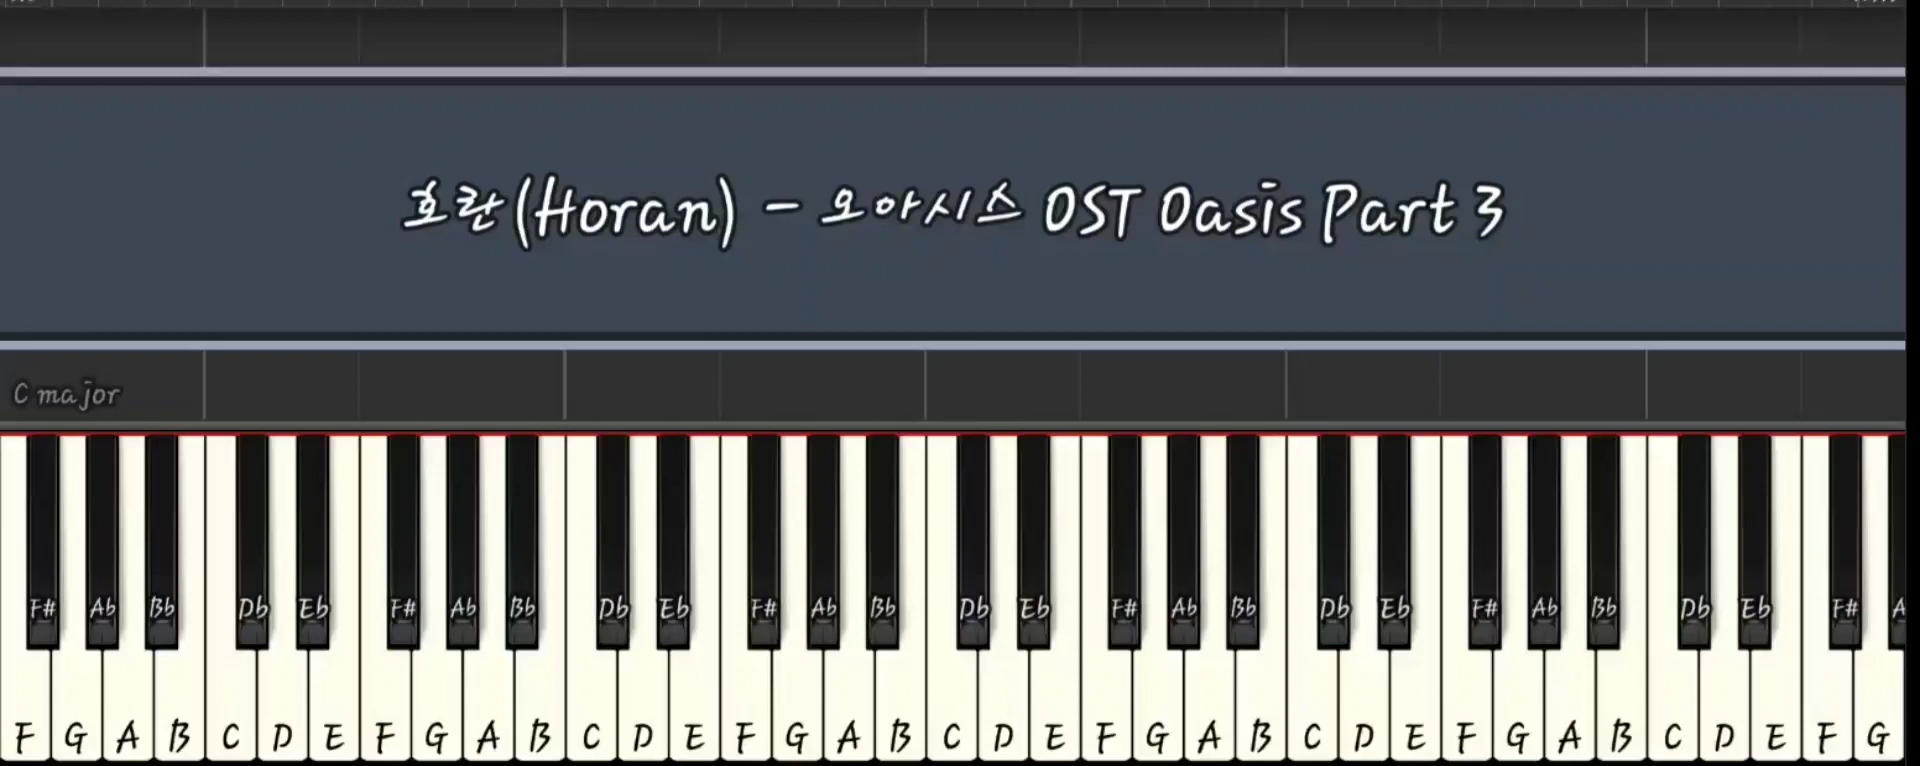 호란(Horan) - 오아시스 OST Oasis Part 3
C major
F# Ab Bb Db Eb F# Ab Bb Db Eb F# Ab Bb Db Eb F# Ab Bb Db Eb F# Ab Bb Db Eb F# A
F G A B C D E F G A B C D E F G A B C D E F G A B C D E F G A B C D E F G